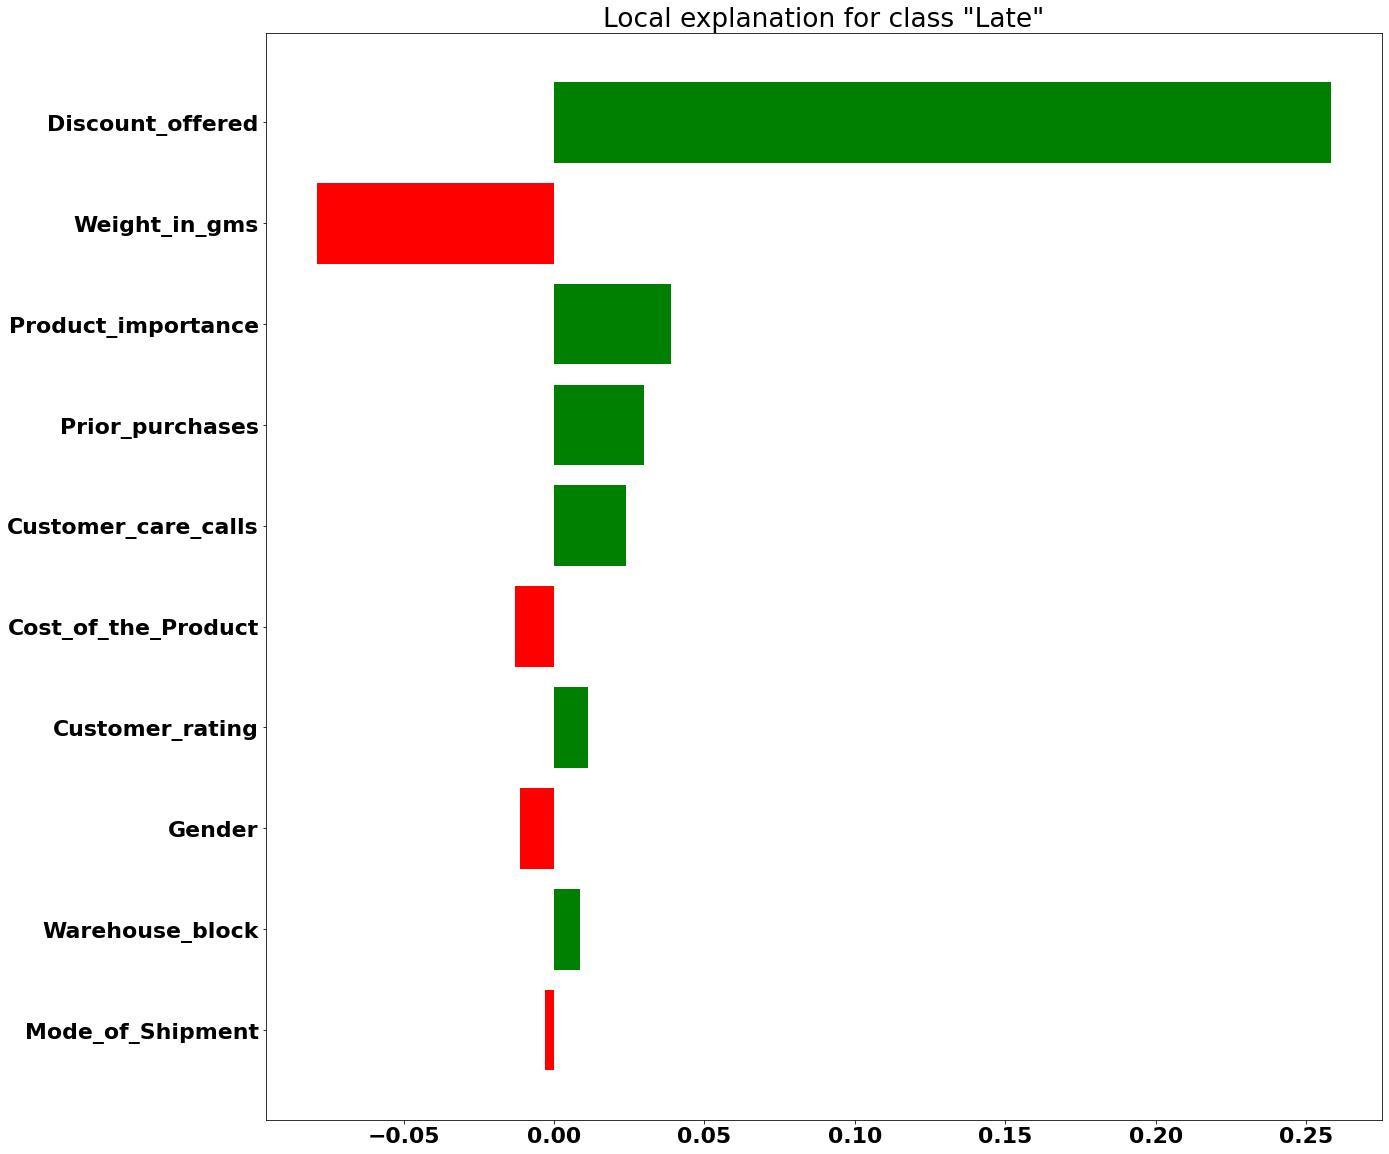 Local explanation for class "Late"
Discount_offered
Weight_in_gms
Product_importance
Prior_purchases
Customer_care_calls
Cost_of_the_Product
Customer_rating
Gender
Warehouse_block
Mode_of_Shipment
−0.05 0.00 0.05 0.10 0.15 0.20 0.25